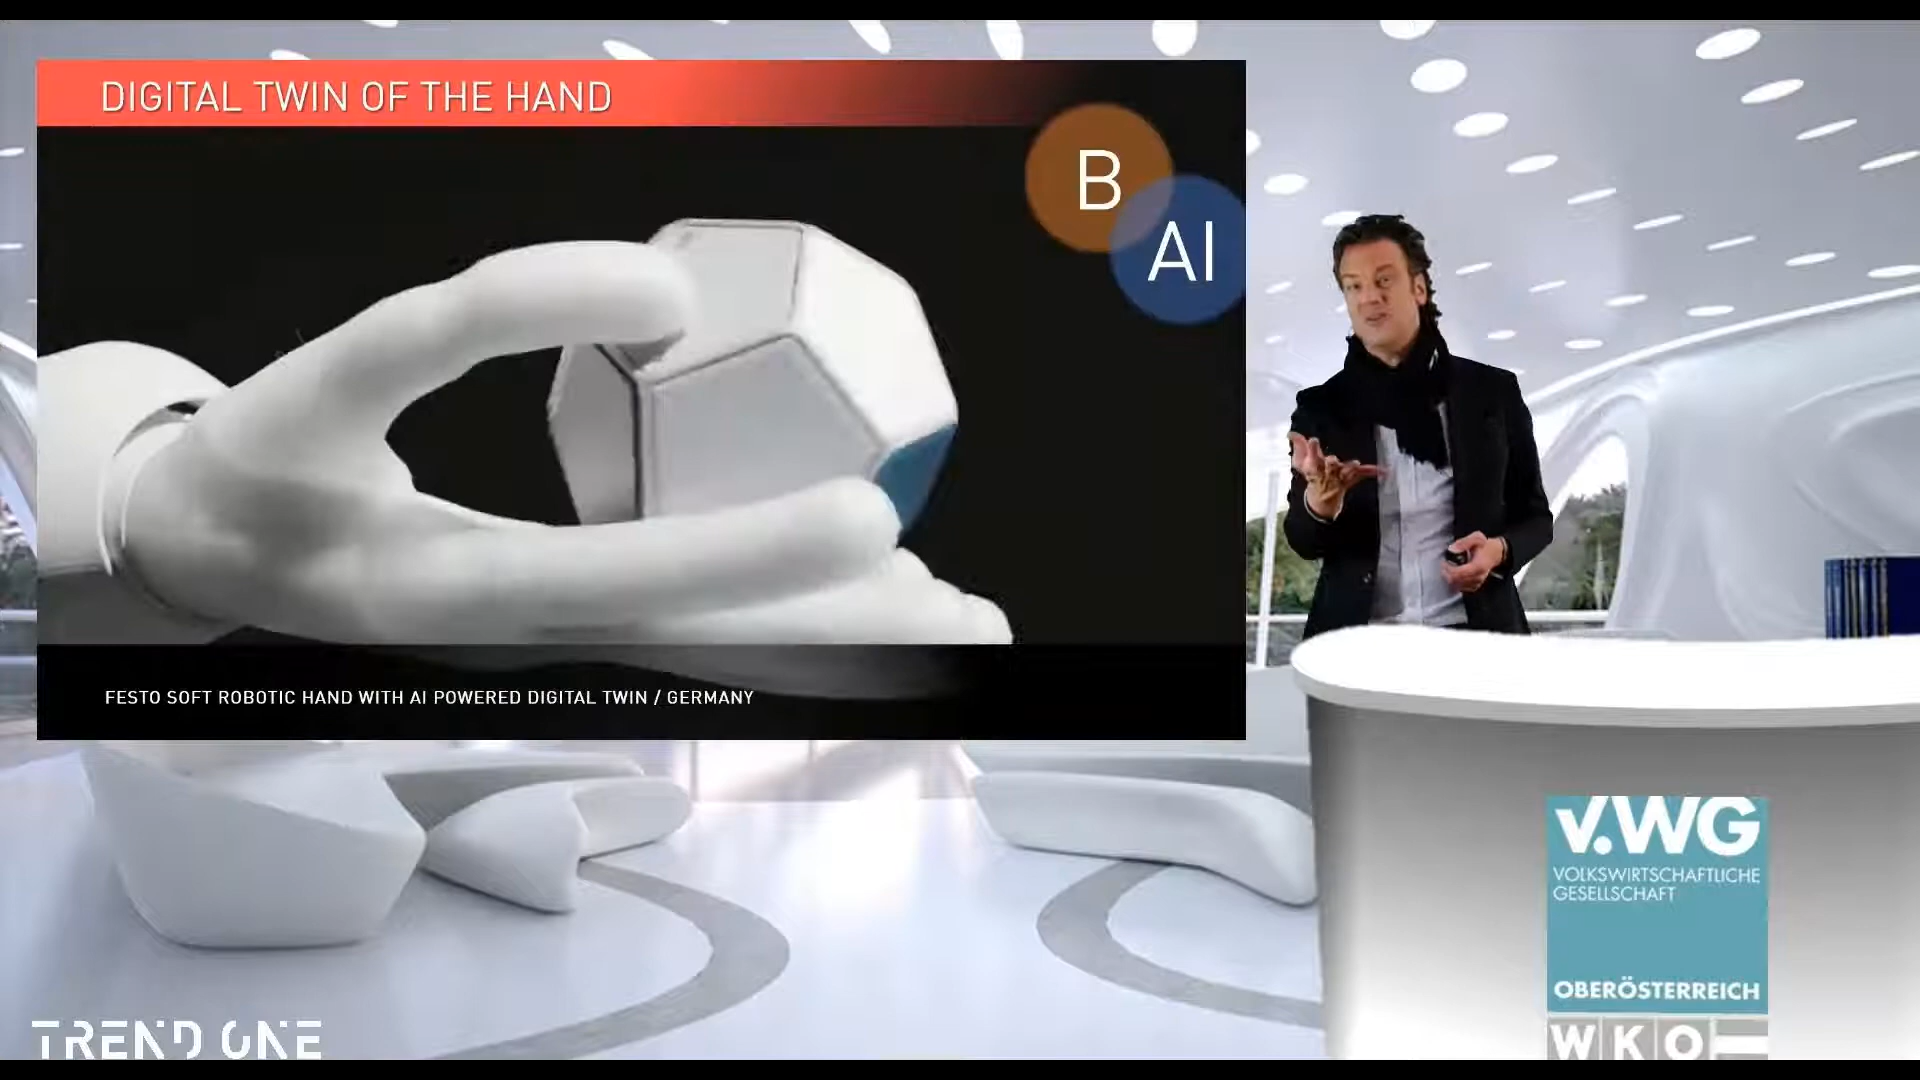 DIGITAL TWIN OF THE HAND
B
AI
FESTO SOFT ROBOTIC HAND WITH AI POWERED DIGITAL TWIN / GERMANY
v.WG
VOLKSWIRTSCHAFTLICHE
GESELLSCHAFT
OBERÖSTERREICH
WKO
TREND ONE